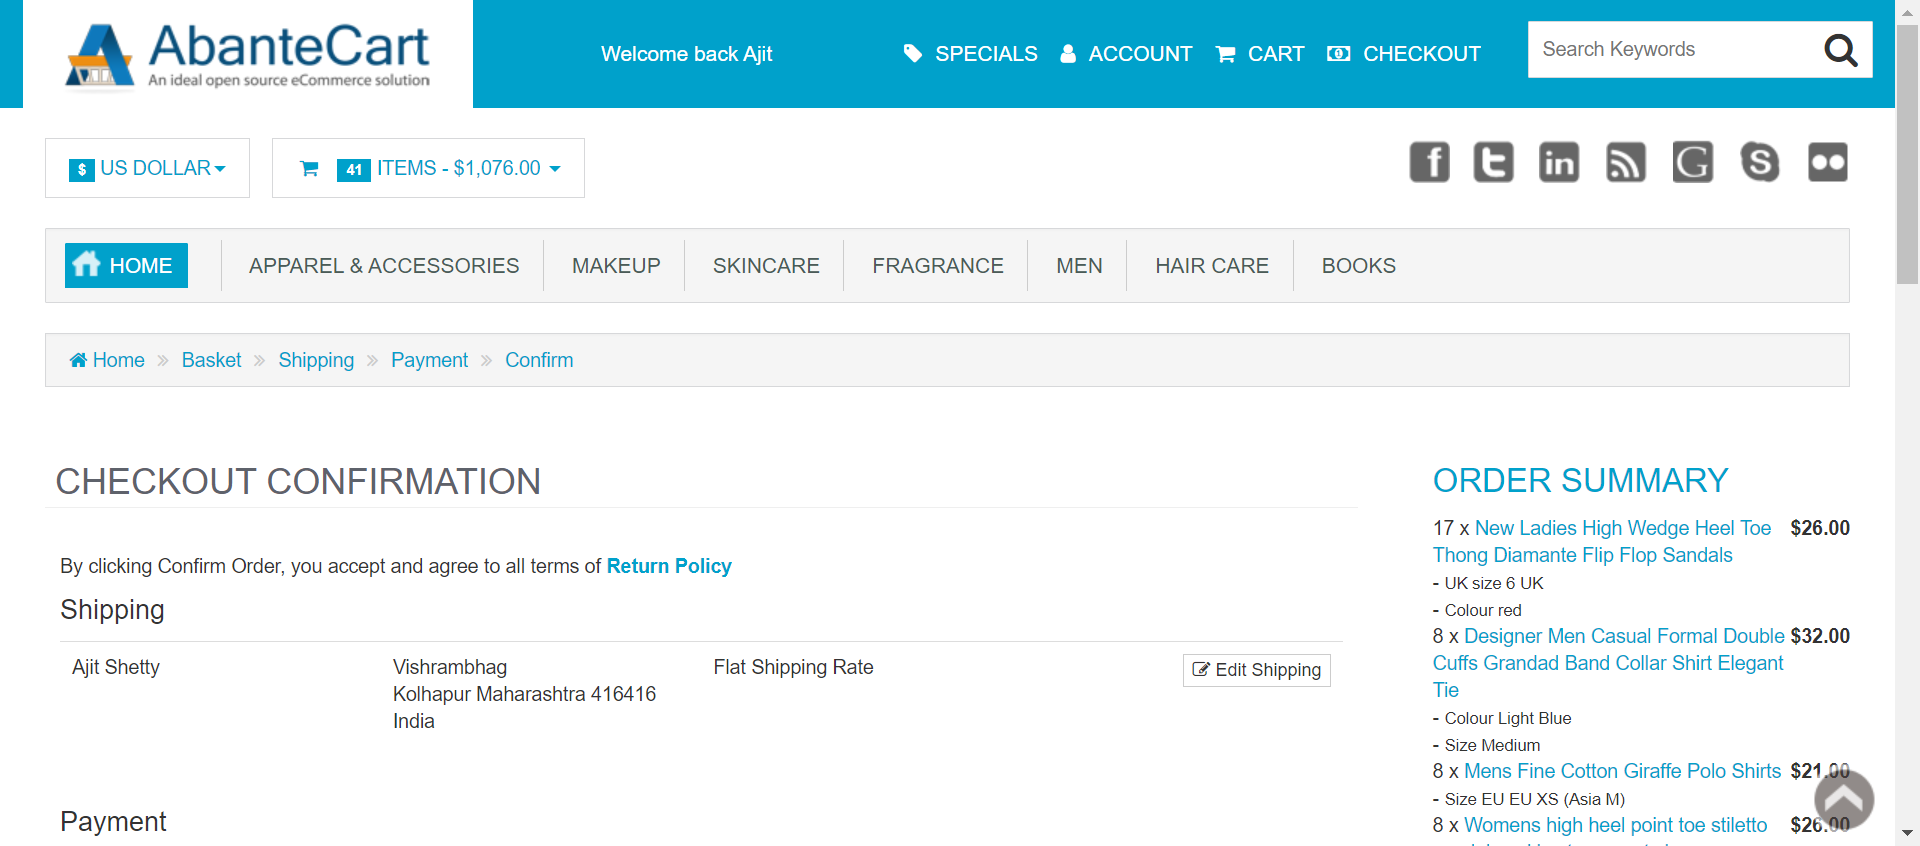 AbanteCart
An ideal open source eCommerce solution
Welcome back Ajit
SPECIALS ACCOUNT CART CHECKOUT
Search Keywords
$ US DOLLAR
41 ITEMS - $1,076.00
HOME APPAREL & ACCESSORIES MAKEUP SKINCARE FRAGRANCE MEN HAIR CARE BOOKS
Home » Basket » Shipping » Payment » Confirm
CHECKOUT CONFIRMATION
By clicking Confirm Order, you accept and agree to all terms of Return Policy
Shipping
Ajit Shetty
Vishrambhag
Kolhapur Maharashtra 416416
India
Flat Shipping Rate
Edit Shipping
Payment
ORDER SUMMARY
17 x New Ladies High Wedge Heel Toe $26.00
Thong Diamante Flip Flop Sandals
- UK size 6 UK
- Colour red
8 x Designer Men Casual Formal Double $32.00
Cuffs Grandad Band Collar Shirt Elegant
Tie
- Colour Light Blue
- Size Medium
8 x Mens Fine Cotton Giraffe Polo Shirts $21.00
- Size EU EU XS (Asia M)
8 x Womens high heel point toe stiletto $26.00